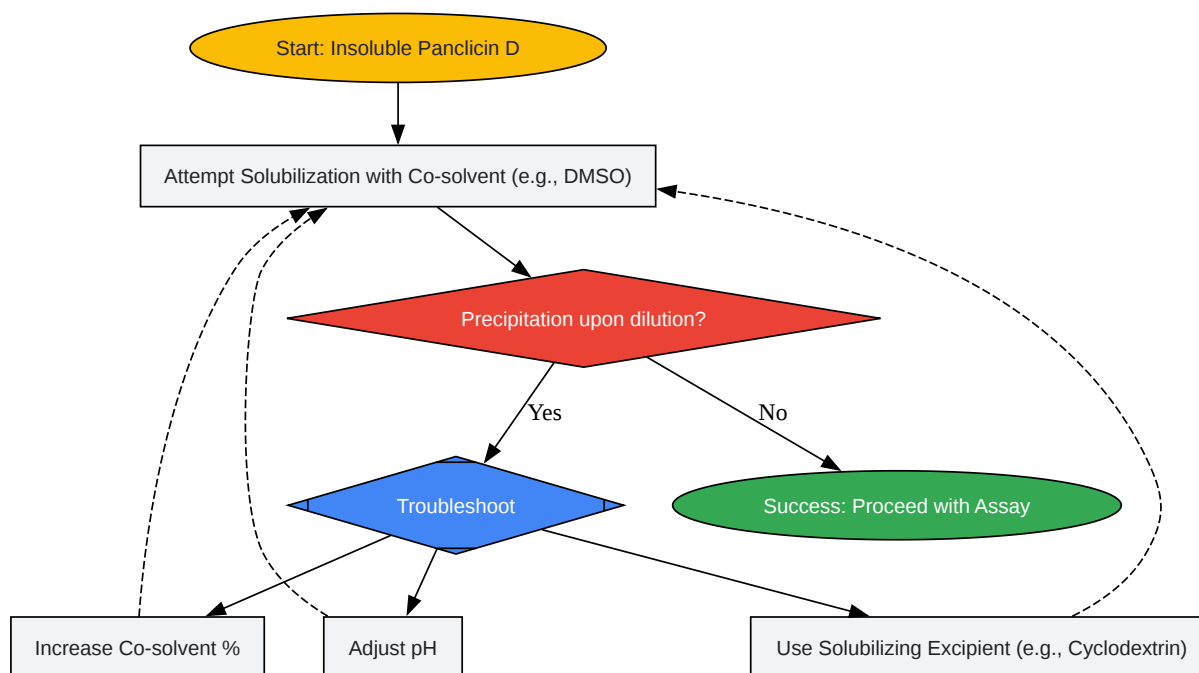 Start: Insoluble Panclicin D
Attempt Solubilization with Co-solvent (e.g., DMSO)
Precipitation upon dilution?
Yes
No
Troubleshoot
Success: Proceed with Assay
Increase Co-solvent %
Adjust pH
Use Solubilizing Excipient (e.g., Cyclodextrin)